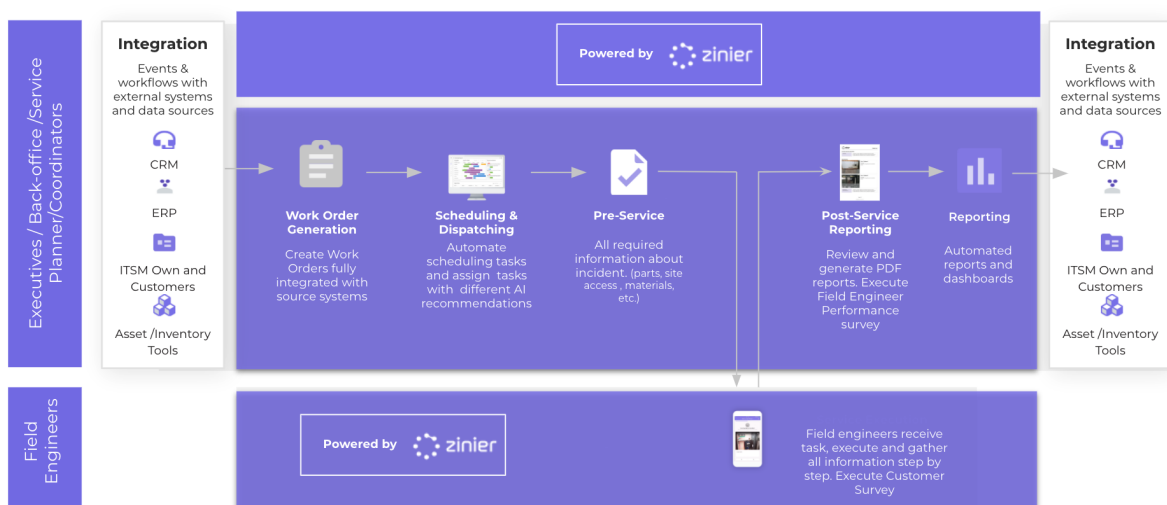 Executives / Back-office /Service
Planner/Coordinators
Integration
Events &
workflows with
external systems
and data sources
CRM
ERP
ITSM Own and
Customers
Asset /Inventory
Tools
Powered by zinier
Work Order
Generation
Create Work
Orders fully
integrated with
source systems
Scheduling &
Dispatching
Automate
scheduling tasks
and assign tasks
with different AI
recommendations
Pre-Service
All required
information about
incident. (parts, site
access , materials,
etc.)
Post-Service
Reporting
Review and
generate PDF
reports. Execute
Field Engineer
Performance
survey
Reporting
Automated
reports and
dashboards
Integration
Events &
workflows with
external systems
and data sources
CRM
ERP
ITSM Own and
Customers
Asset /Inventory
Tools
Field
Engineers
Powered by zinier
Field engineers receive
task, execute and gather
all information step by
step. Execute Customer
Survey